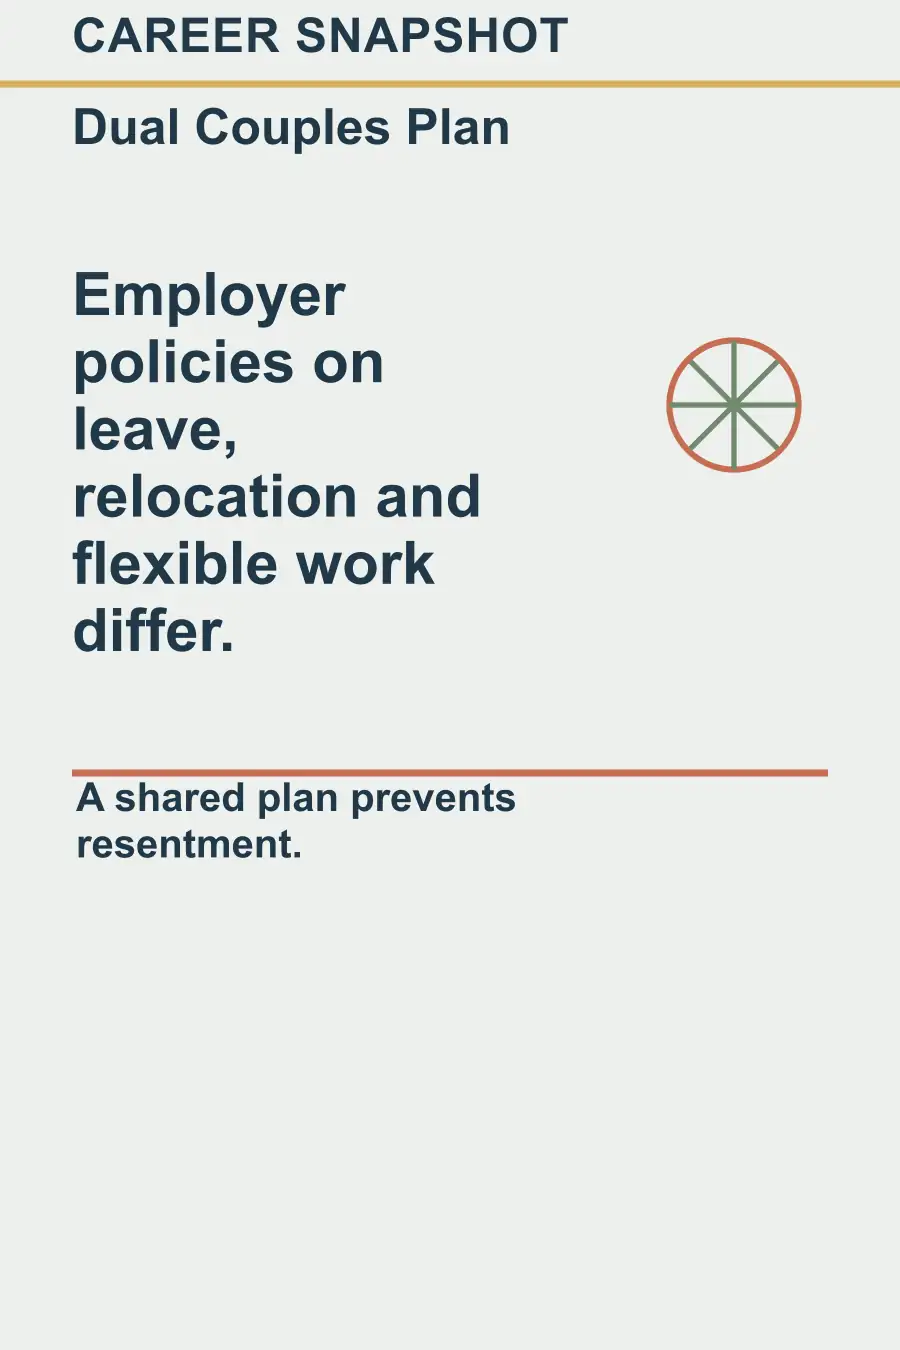 CAREER SNAPSHOT
Dual Couples Plan
Employer
policies on
leave,
relocation and
flexible work
differ.
A shared plan prevents
resentment.